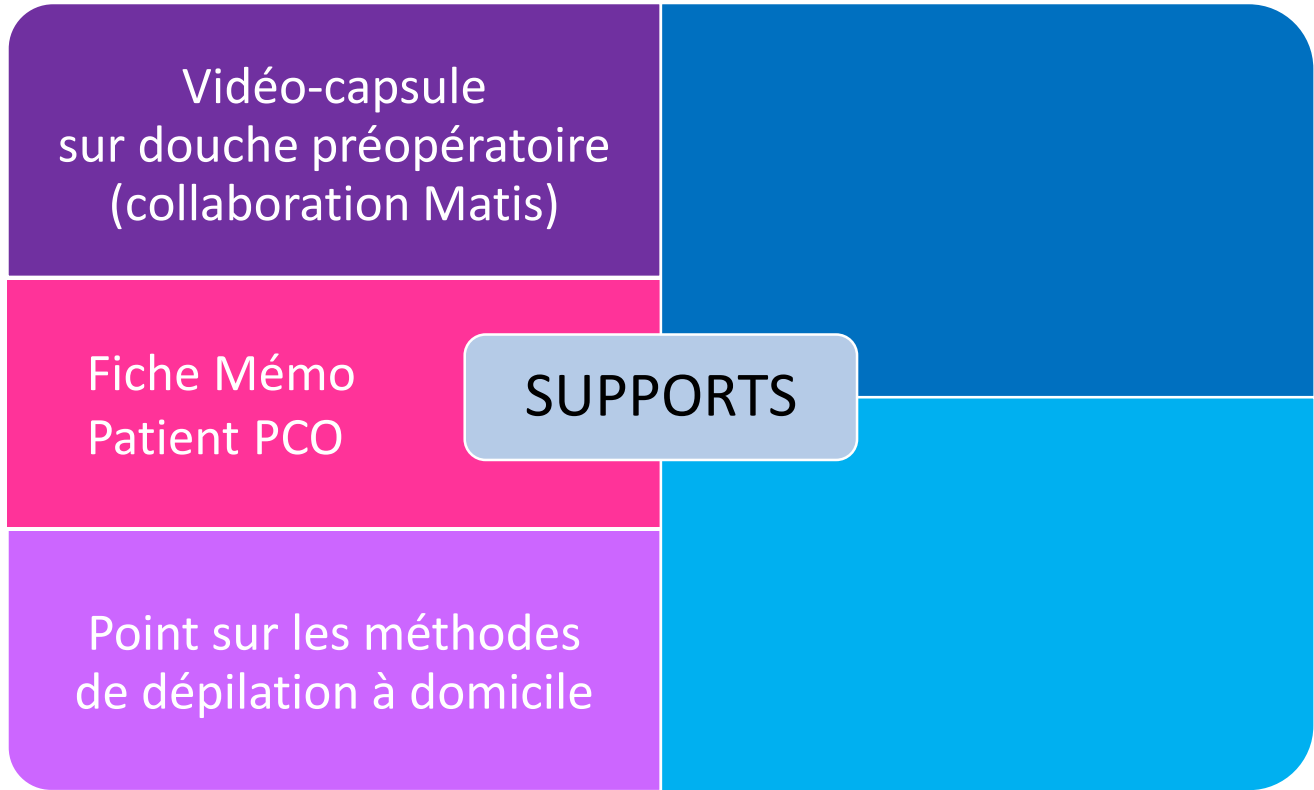 Vidéo-capsule
sur douche préopératoire
(collaboration Matis)
Fiche Mémo
Patient PCO
SUPPORTS
Point sur les méthodes
de dépilation à domicile